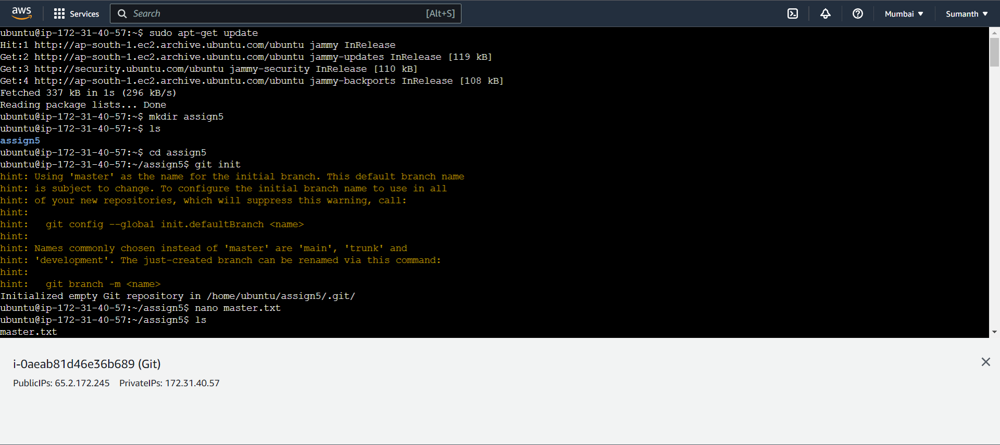 aws Services Search [Alt+S] Mumbai ▼ Sumanth ▼
ubuntu@ip-172-31-40-57:~$ sudo apt-get update
Hit:1 http://ap-south-1.ec2.archive.ubuntu.com/ubuntu jammy InRelease
Get:2 http://ap-south-1.ec2.archive.ubuntu.com/ubuntu jammy-updates InRelease [119 kB]
Get:3 http://security.ubuntu.com/ubuntu jammy-security InRelease [110 kB]
Get:4 http://ap-south-1.ec2.archive.ubuntu.com/ubuntu jammy-backports InRelease [108 kB]
Fetched 337 kB in 1s (296 kB/s)
Reading package lists... Done
ubuntu@ip-172-31-40-57:~$ mkdir assign5
ubuntu@ip-172-31-40-57:~$ ls
assign5
ubuntu@ip-172-31-40-57:~$ cd assign5
ubuntu@ip-172-31-40-57:~/assign5$ git init
hint: Using 'master' as the name for the initial branch. This default branch name
hint: is subject to change. To configure the initial branch name to use in all
hint: of your new repositories, which will suppress this warning, call:
hint:
hint:   git config --global init.defaultBranch <name>
hint:
hint: Names commonly chosen instead of 'master' are 'main', 'trunk' and
hint: 'development'. The just-created branch can be renamed via this command:
hint:
hint:   git branch -m <name>
Initialized empty Git repository in /home/ubuntu/assign5/.git/
ubuntu@ip-172-31-40-57:~/assign5$ nano master.txt
ubuntu@ip-172-31-40-57:~/assign5$ ls
master.txt
i-0aeab81d46e36b689 (Git)
PublicIPs: 65.2.172.245 PrivateIPs: 172.31.40.57